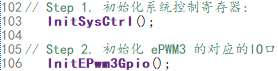 102 // Step 1. 初始化系统控制寄存器:
103 InitSysCtrl();
104
105 // Step 2. 初始化 ePWM3 的对应的IO口
106 InitEPwm3Gpio();